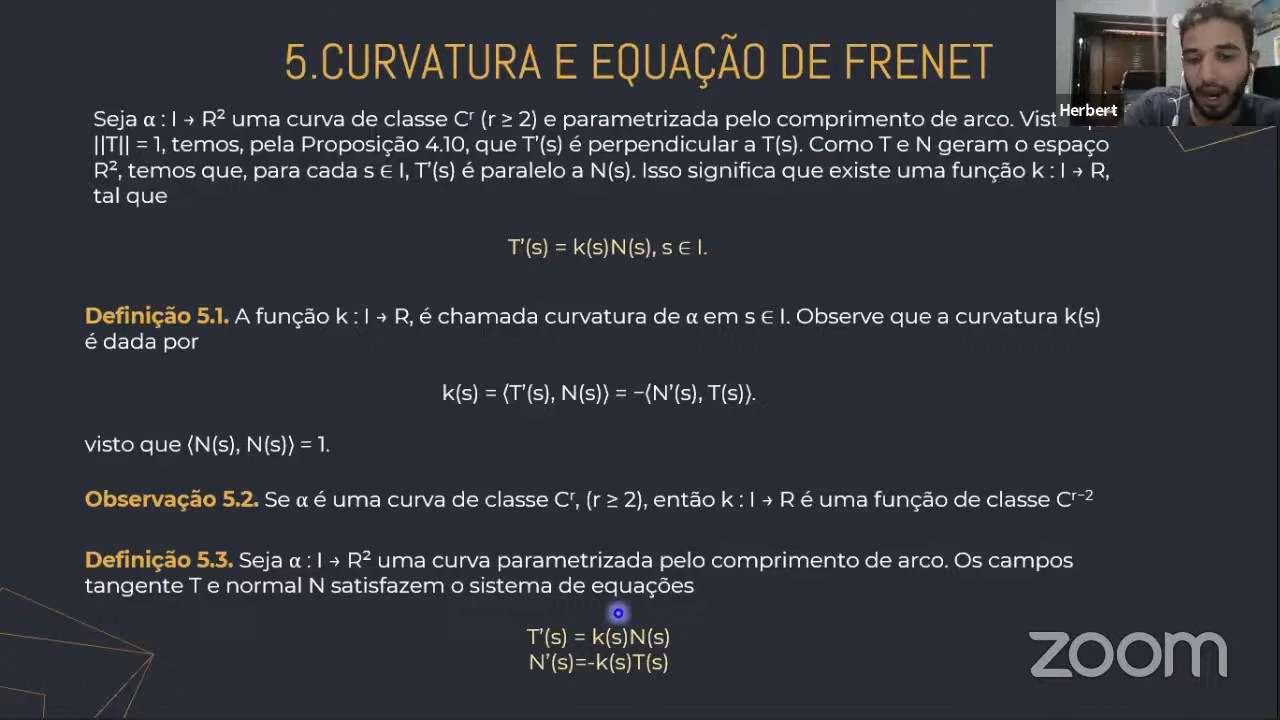 5.CURVATURA E EQUAÇÃO DE FRENET
Herbert
Seja α : I → R² uma curva de classe Cʳ (r ≥ 2) e parametrizada pelo comprimento de arco.
||T|| = 1, temos, pela Proposição 4.10, que T’(s) é perpendicular a T(s). Como T e N geram o espaço
R², temos que, para cada s ∈ I, T’(s) é paralelo a N(s). Isso significa que existe uma função k : I → R,
tal que
T’(s) = k(s)N(s), s ∈ I.
Definição 5.1. A função k : I → R, é chamada curvatura de α em s ∈ I. Observe que a curvatura k(s)
é dada por
k(s) = ⟨T’(s), N(s)⟩ = −⟨N’(s), T(s)⟩.
visto que ⟨N(s), N(s)⟩ = 1.
Observação 5.2. Se α é uma curva de classe Cʳ, (r ≥ 2), então k : I → R é uma função de classe Cʳ⁻²
Definição 5.3. Seja α : I → R² uma curva parametrizada pelo comprimento de arco. Os campos
tangente T e normal N satisfazem o sistema de equações
T’(s) = k(s)N(s)
N’(s)=-k(s)T(s)
zoom